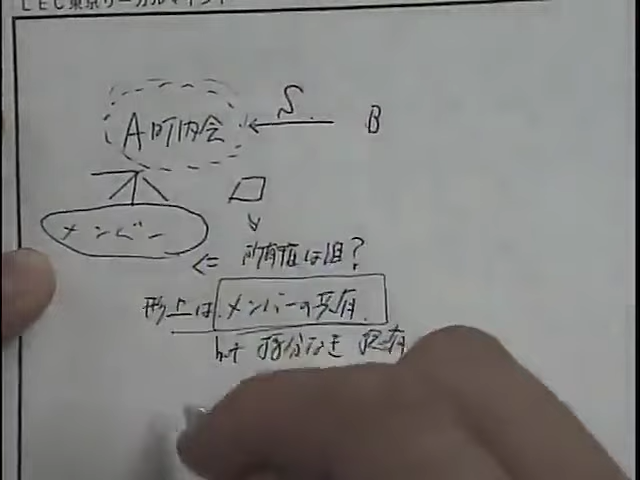 LEC東京リーガルマインド
A町内会 ← S. B
メンバー
所有権は誰?
形上はメンバーの共有.
but 持分なき 共有